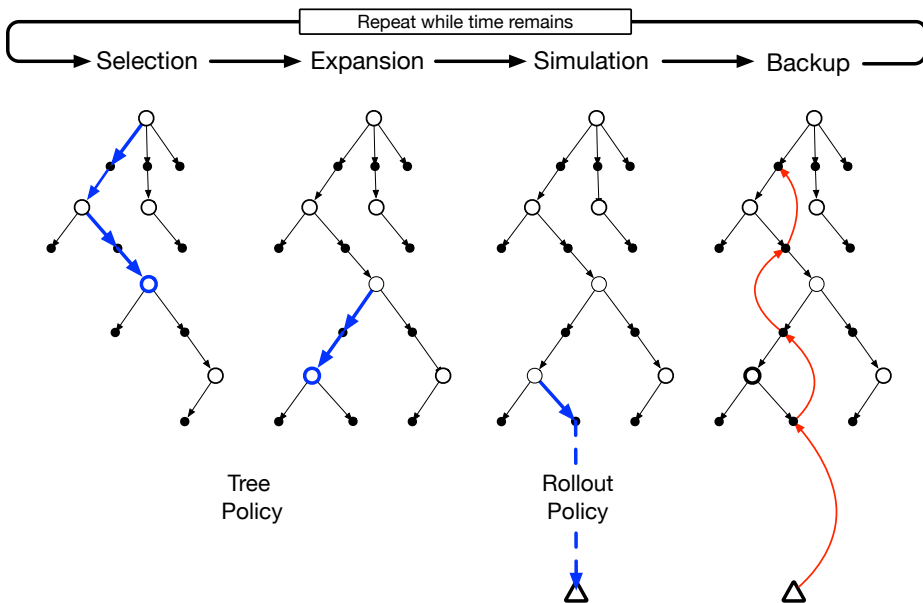 Repeat while time remains
Selection
Expansion
Simulation
Backup
Tree
Policy
Rollout
Policy